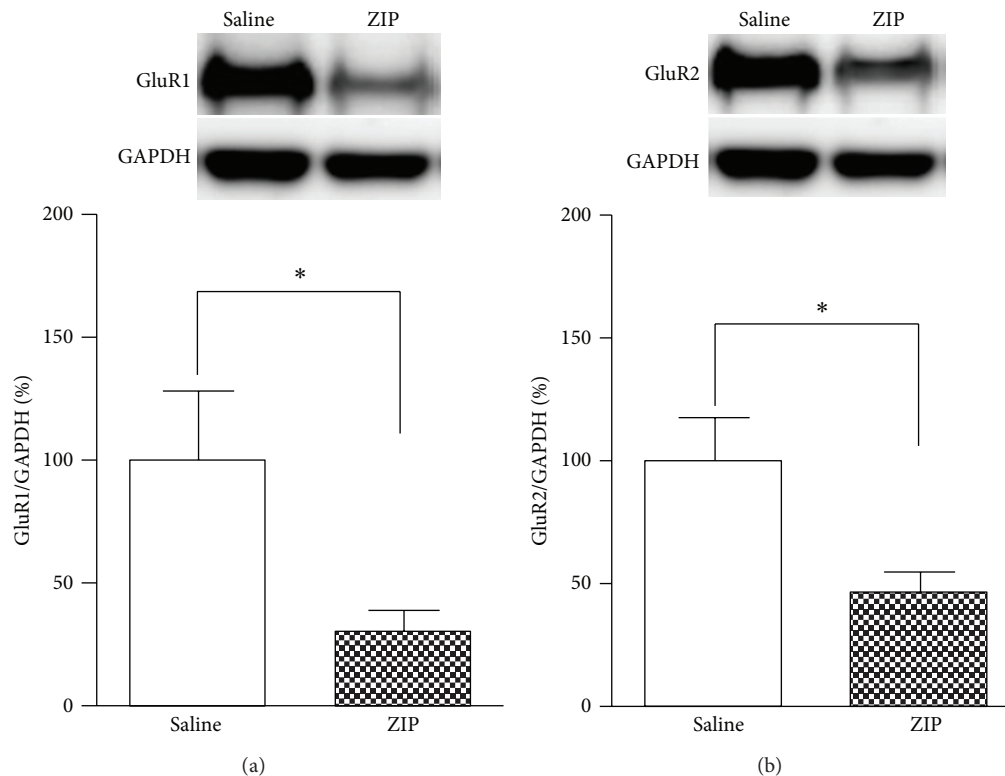 Saline ZIP
GluR1
GAPDH
200
150
100
50
0
GluR1/GAPDH (%)
*
Saline ZIP
(a)
Saline ZIP
GluR2
GAPDH
200
150
100
50
0
GluR2/GAPDH (%)
*
Saline ZIP
(b)